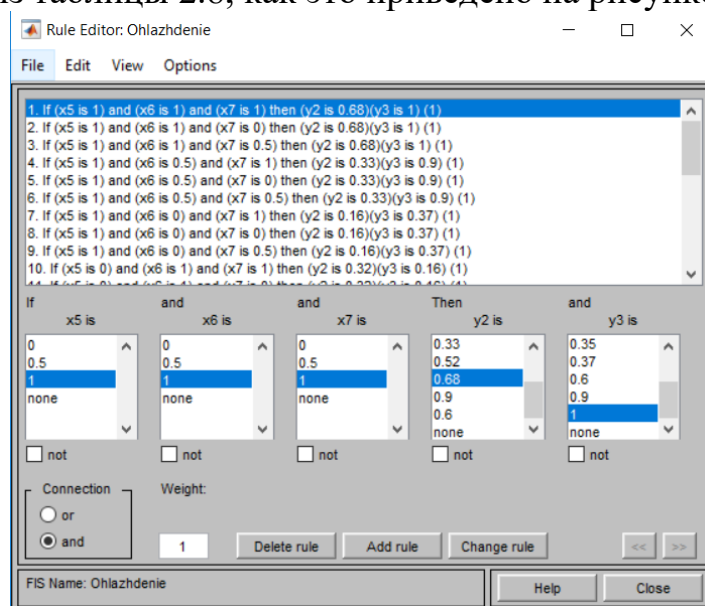 из таблицы 2.8, как это приведено на рисунке
Rule Editor: Ohlazhdenie
File Edit View Options
1. If (x5 is 1) and (x6 is 1) and (x7 is 1) then (y2 is 0.68)(y3 is 1) (1)
2. If (x5 is 1) and (x6 is 1) and (x7 is 0) then (y2 is 0.68)(y3 is 1) (1)
3. If (x5 is 1) and (x6 is 1) and (x7 is 0.5) then (y2 is 0.68)(y3 is 1) (1)
4. If (x5 is 1) and (x6 is 0.5) and (x7 is 1) then (y2 is 0.33)(y3 is 0.9) (1)
5. If (x5 is 1) and (x6 is 0.5) and (x7 is 0) then (y2 is 0.33)(y3 is 0.9) (1)
6. If (x5 is 1) and (x6 is 0.5) and (x7 is 0.5) then (y2 is 0.33)(y3 is 0.9) (1)
7. If (x5 is 1) and (x6 is 0) and (x7 is 1) then (y2 is 0.16)(y3 is 0.37) (1)
8. If (x5 is 1) and (x6 is 0) and (x7 is 0) then (y2 is 0.16)(y3 is 0.37) (1)
9. If (x5 is 1) and (x6 is 0) and (x7 is 0.5) then (y2 is 0.16)(y3 is 0.37) (1)
10. If (x5 is 0) and (x6 is 1) and (x7 is 1) then (y2 is 0.32)(y3 is 0.16) (1)
If and and Then and
x5 is x6 is x7 is y2 is y3 is
0 0 0 0.33 0.35
0.5 0.5 0.5 0.52 0.37
1 1 1 0.68 0.6
none none none 0.9 0.9
0.6 1
none none
not not not not not
Connection Weight:
or
and 1 Delete rule Add rule Change rule << >>
FIS Name: Ohlazhdenie Help Close